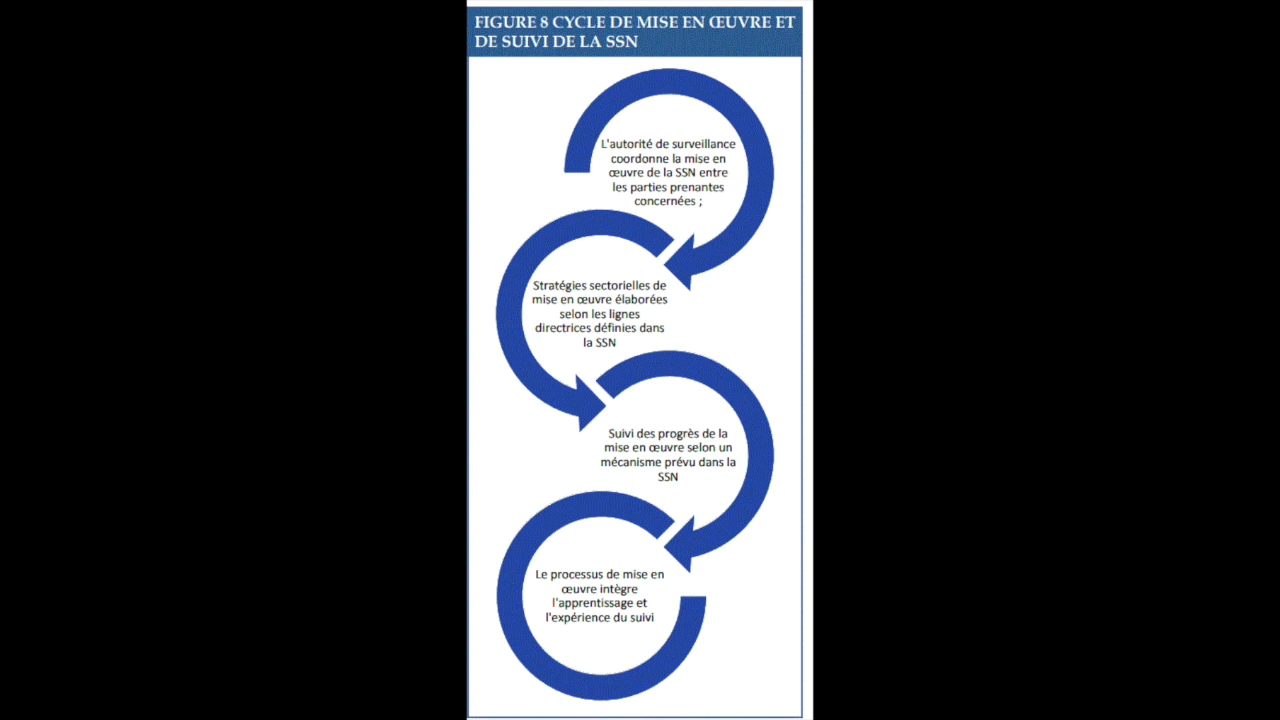 FIGURE 8 CYCLE DE MISE EN ŒUVRE ET
DE SUIVI DE LA SSN
L'autorité de surveillance
coordonne la mise en
œuvre de la SSN entre
les parties prenantes
concernées ;
Stratégies sectorielles de
mise en œuvre élaborées
selon les lignes
directrices définies dans
la SSN
Suivi des progrès de la
mise en œuvre selon un
mécanisme prévu dans la
SSN
Le processus de mise en
œuvre intègre
l'apprentissage et
l'expérience du suivi